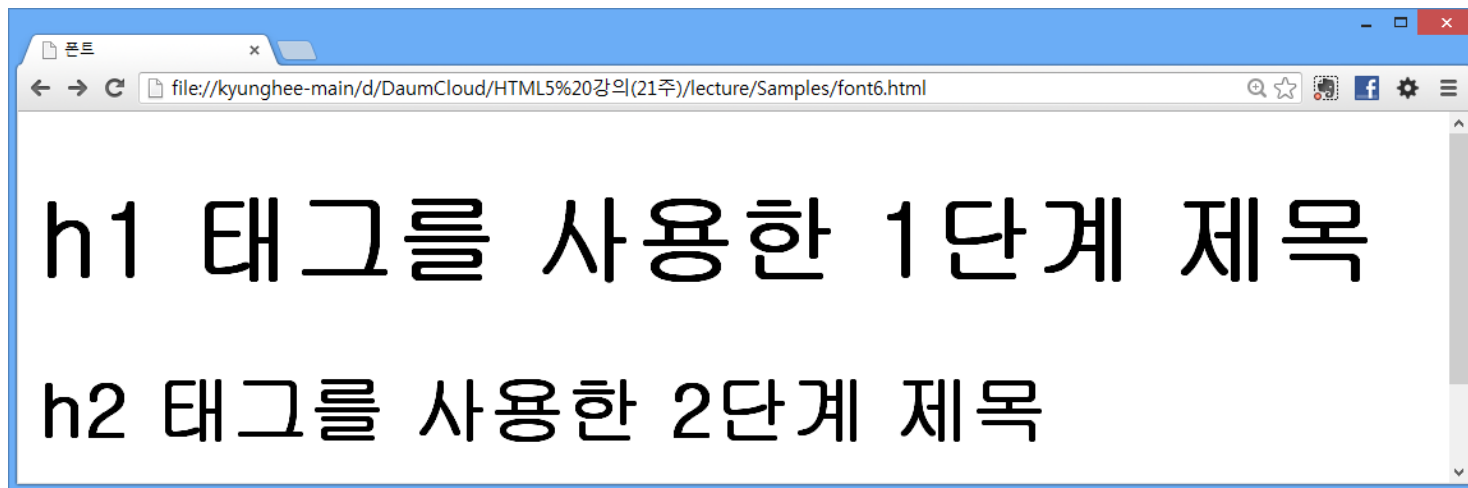 폰트
file://kyunghee-main/d/DaumCloud/HTML5%20강의(21주)/lecture/Samples/font6.html
h1 태그를 사용한 1단계 제목
h2 태그를 사용한 2단계 제목